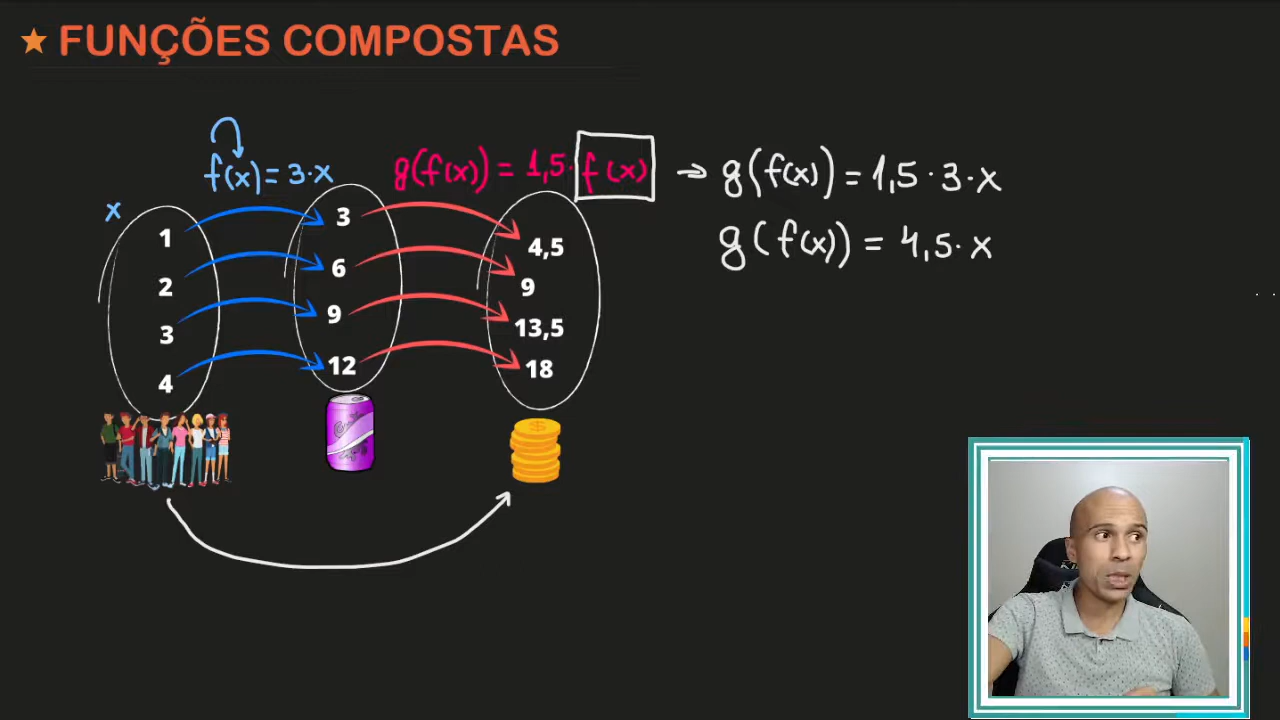 FUNÇÕES COMPOSTAS
f(x) = 3·x
g(f(x)) = 1,5·f(x)
→ g(f(x)) = 1,5·3·x
g(f(x)) = 4,5·x
x
1
2
3
4
3
6
9
12
4,5
9
13,5
18
$